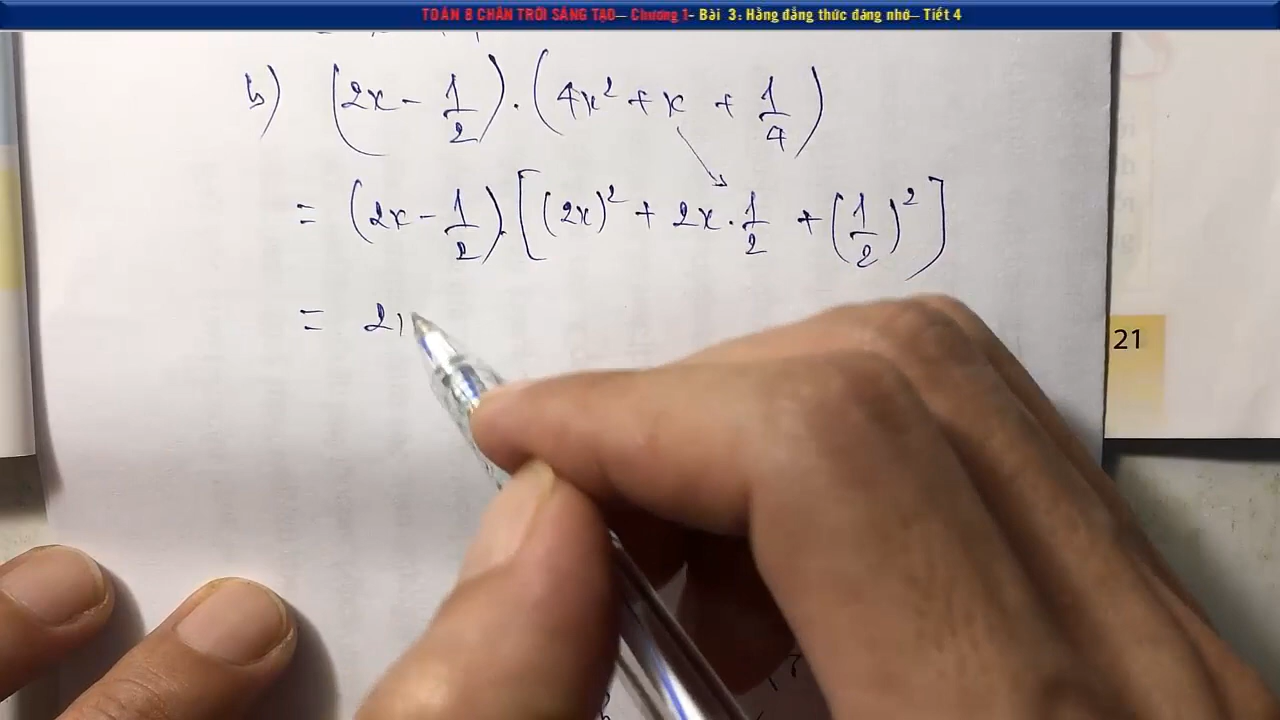 TOÁN 8 CHÂN TRỜI SÁNG TẠO– Chương 1- Bài 3: Hằng đẳng thức đáng nhớ– Tiết 4
b) (2x - 1/2) . (4x² + x + 1/4)
= (2x - 1/2) . [(2x)² + 2x . 1/2 + (1/2)²]
= 2
21